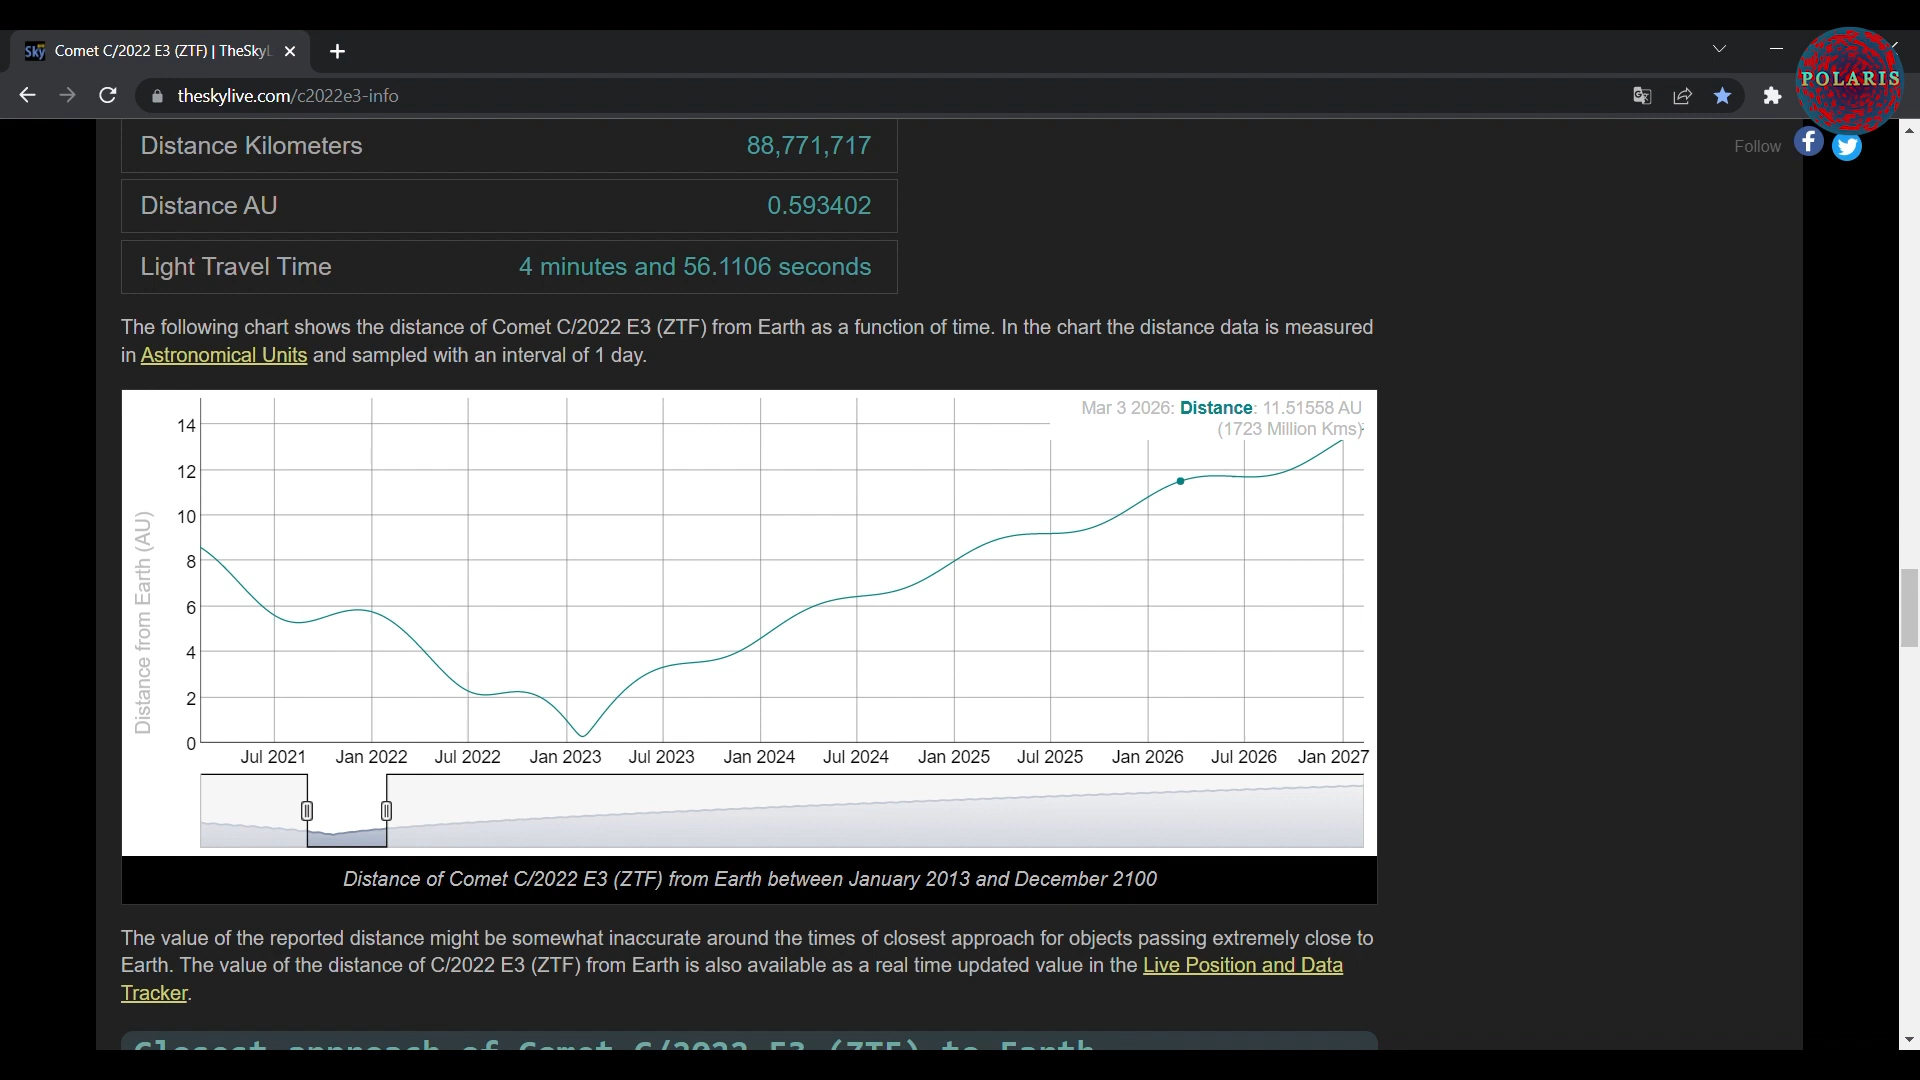 Comet C/2022 E3 (ZTF) | TheSkyL
theskylive.com/c2022e3-info
POLARIS
Distance Kilometers 88,771,717
Follow
Distance AU 0.593402
Light Travel Time 4 minutes and 56.1106 seconds
The following chart shows the distance of Comet C/2022 E3 (ZTF) from Earth as a function of time. In the chart the distance data is measured
in Astronomical Units and sampled with an interval of 1 day.
Mar 3 2026: Distance: 11.51558 AU
(1723 Million Kms)
Distance from Earth (AU)
14
12
10
8
6
4
2
0
Jul 2021 Jan 2022 Jul 2022 Jan 2023 Jul 2023 Jan 2024 Jul 2024 Jan 2025 Jul 2025 Jan 2026 Jul 2026 Jan 2027
Distance of Comet C/2022 E3 (ZTF) from Earth between January 2013 and December 2100
The value of the reported distance might be somewhat inaccurate around the times of closest approach for objects passing extremely close to
Earth. The value of the distance of C/2022 E3 (ZTF) from Earth is also available as a real time updated value in the Live Position and Data
Tracker.
Closest approach of Comet C/2022 E3 (ZTF) to Earth